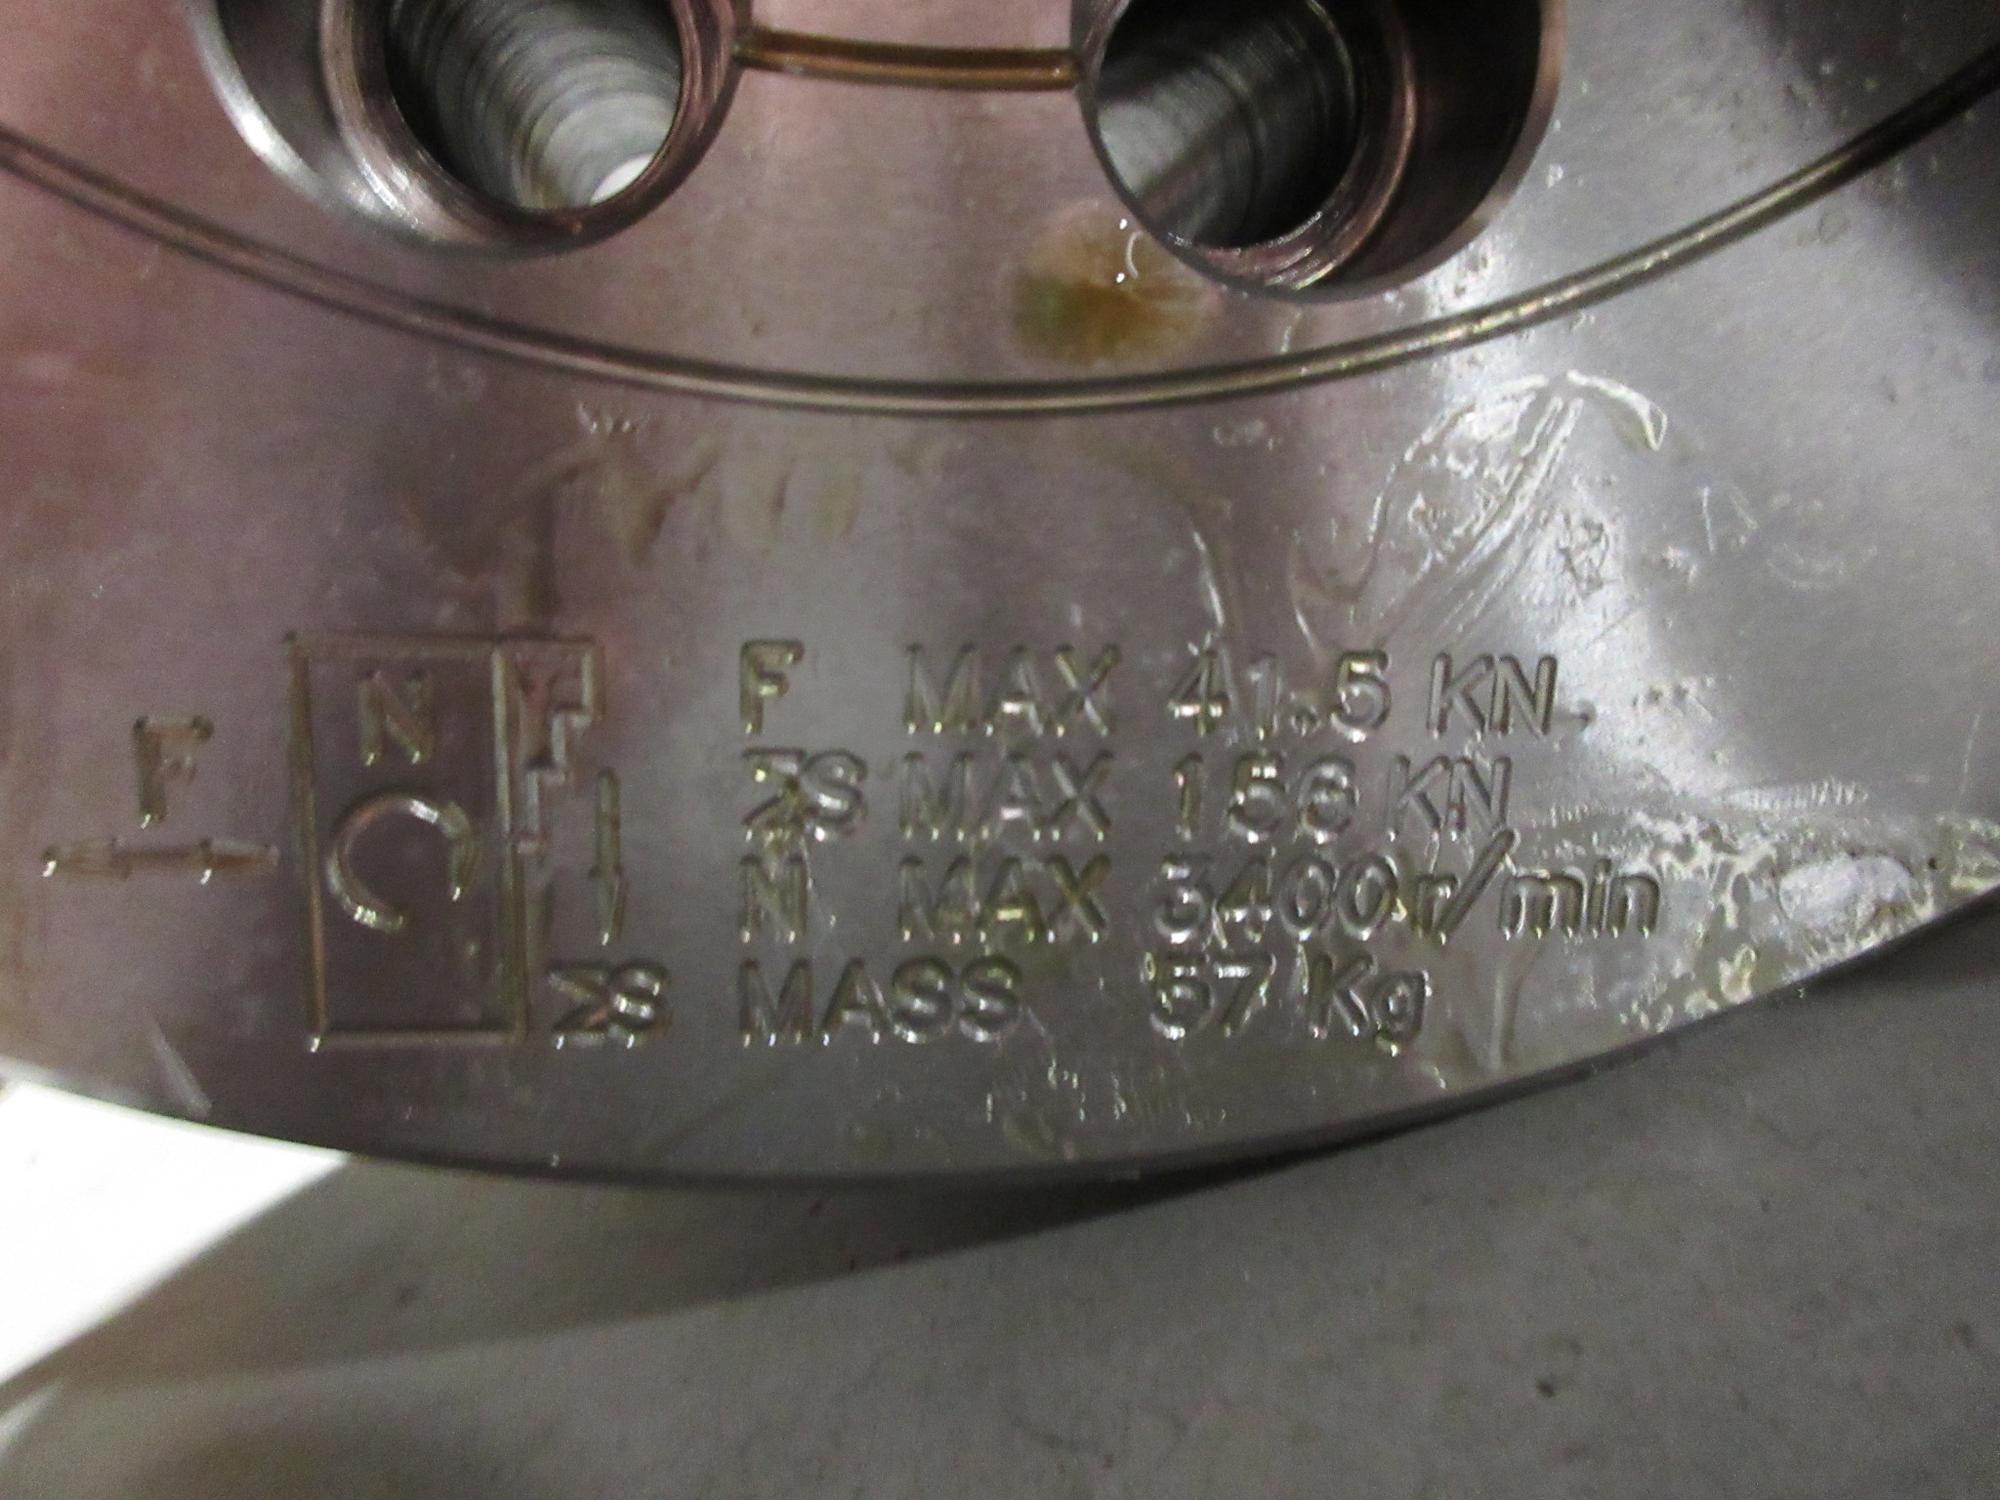 F MAX 41.5 KN
ΣS MAX 156 KN
N MAX 3400r/min
MASS 57 Kg
F
N
ΣS